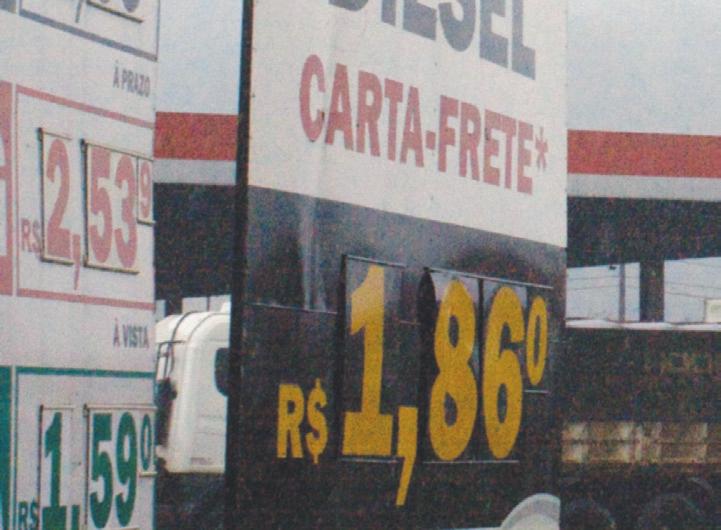 À PRAZO
R$ 2,53⁹
À VISTA
R$ 1,59⁰
DIESEL
CARTA-FRETE*
R$ 1,86⁰